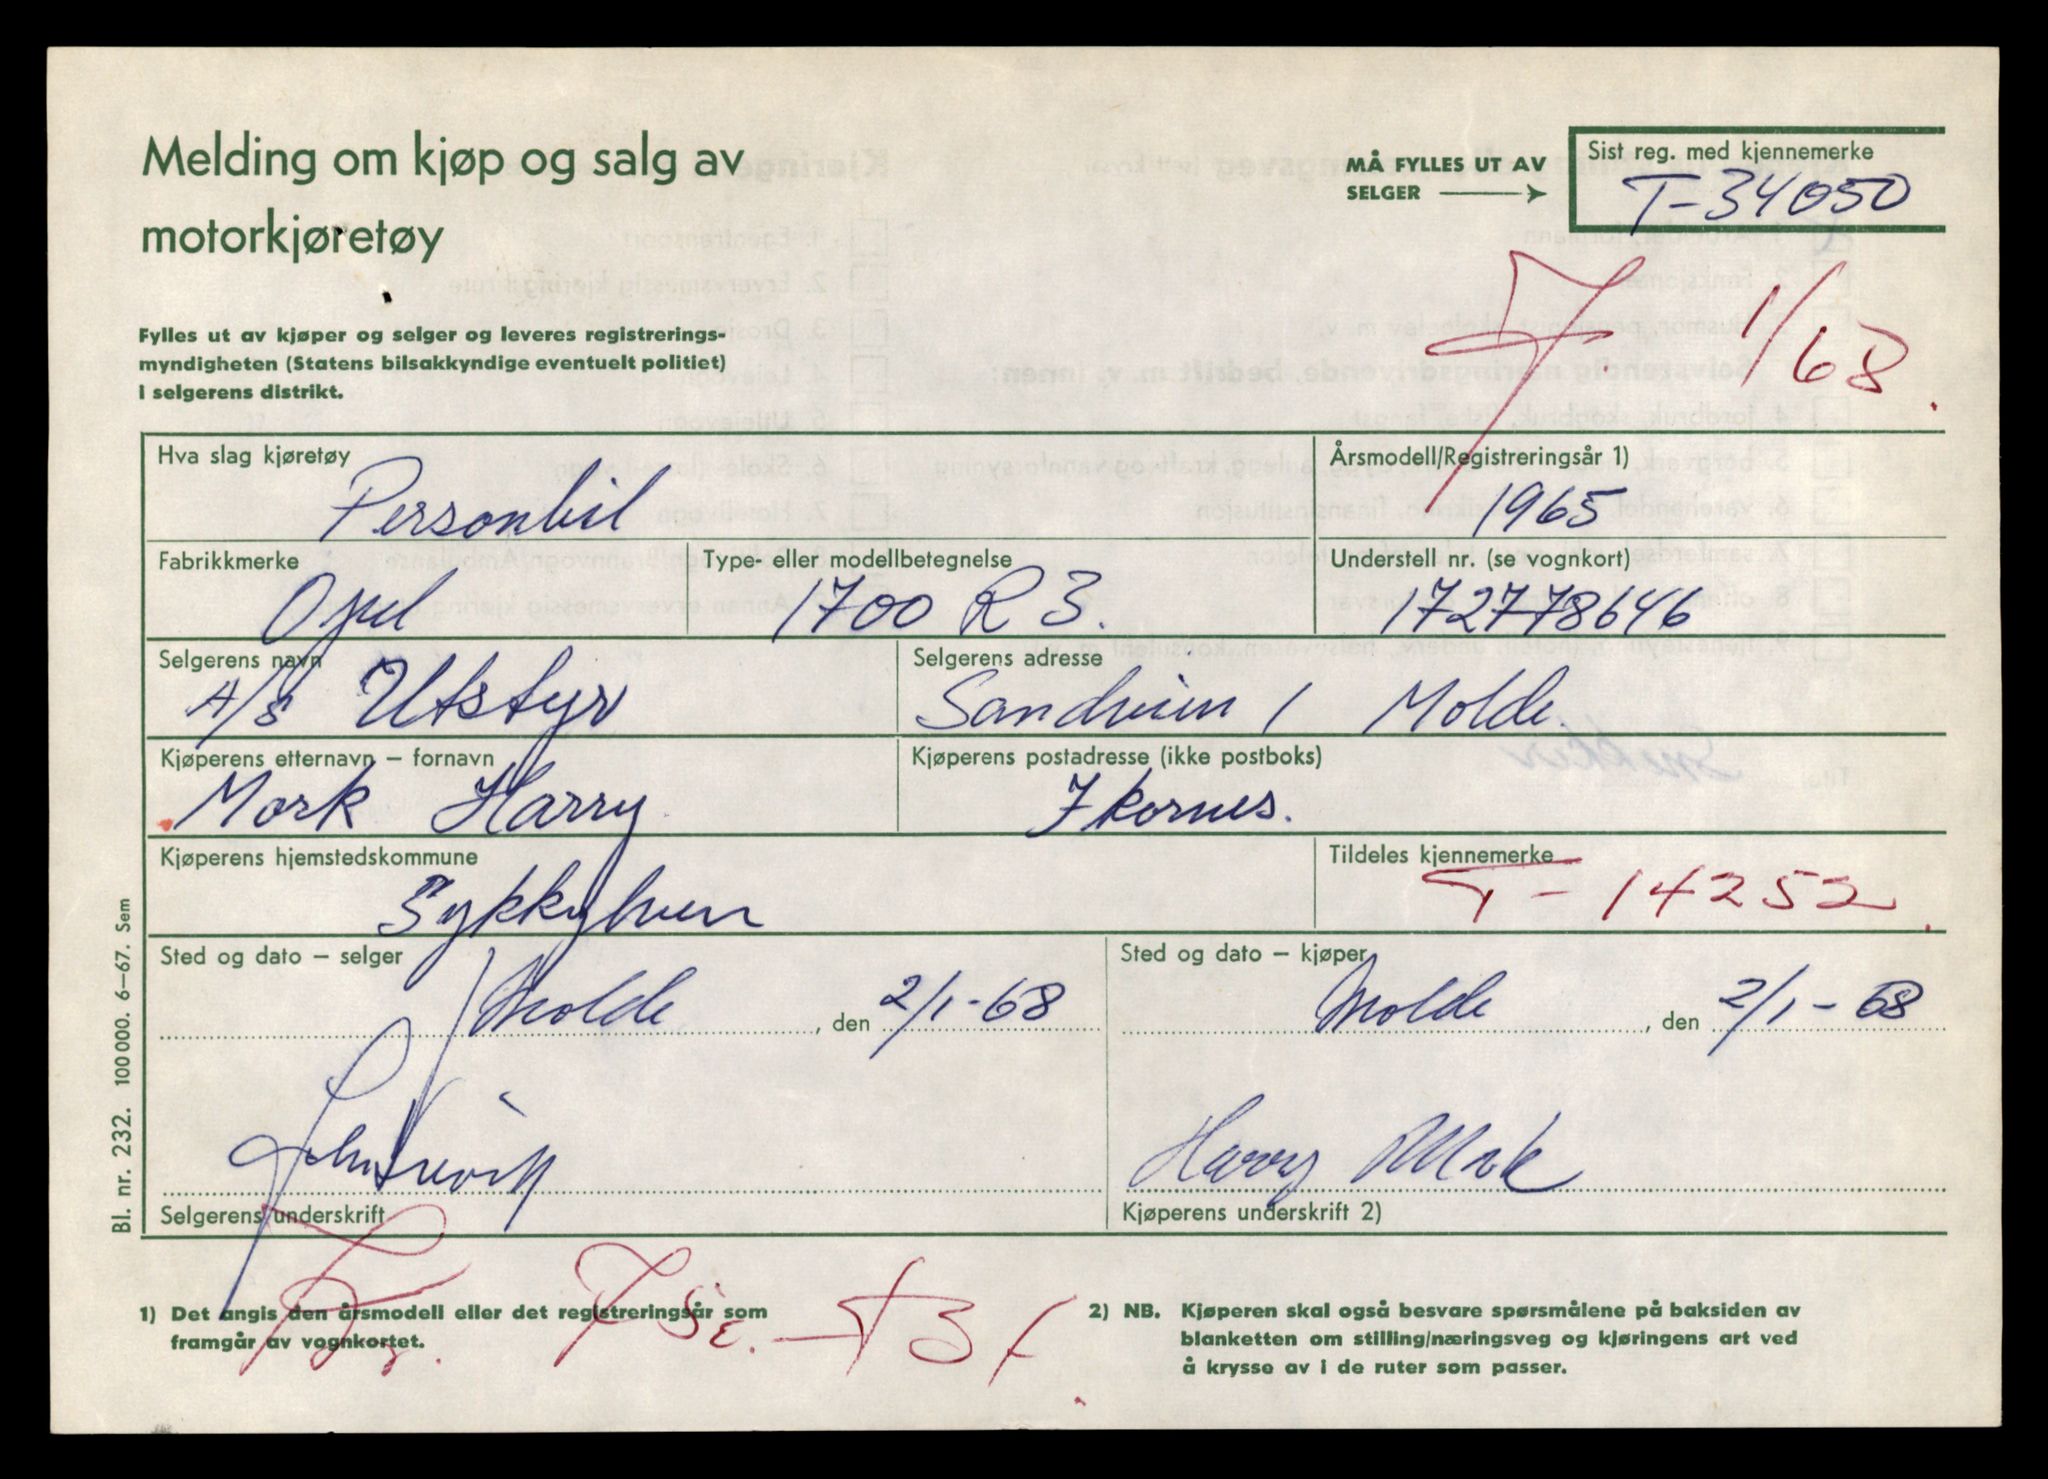 Melding om kjøp og salg av
motorkjøretøy
MÅ FYLLES UT AV
SELGER
Sist reg. med kjennemerke
T-34050
1/68.
Fylles ut av kjøper og selger og leveres registrerings-
myndigheten (Statens bilsakkyndige eventuelt politiet)
i selgerens distrikt.
Hva slag kjøretøy
Personbil
Årsmodell/Registreringsår 1)
1965
Fabrikkmerke
Opel
Type- eller modellbetegnelse
1700 R 3.
Understell nr. (se vognkort)
172778646
Selgerens navn
A/S Utstyr
Selgerens adresse
Sandveien 1 Molde.
Kjøperens etternavn – fornavn
Mork Harry
Kjøperens postadresse (ikke postboks)
Ikornes.
Kjøperens hjemstedskommune
Sykkylven
Tildeles kjennemerke
T-14252.
Sted og dato – selger
Molde, den 2/1-68
Sted og dato – kjøper
Molde, den 2/1-68
Harry Mork
Selgerens underskrift
Kjøperens underskrift 2)
1) Det angis den årsmodell eller det registreringsår som
framgår av vognkortet.
2) NB. Kjøperen skal også besvare spørsmålene på baksiden av
blanketten om stilling/næringsveg og kjøringens art ved
å krysse av i de ruter som passer.
Bl. nr. 232. 100 000. 6–67. Sem